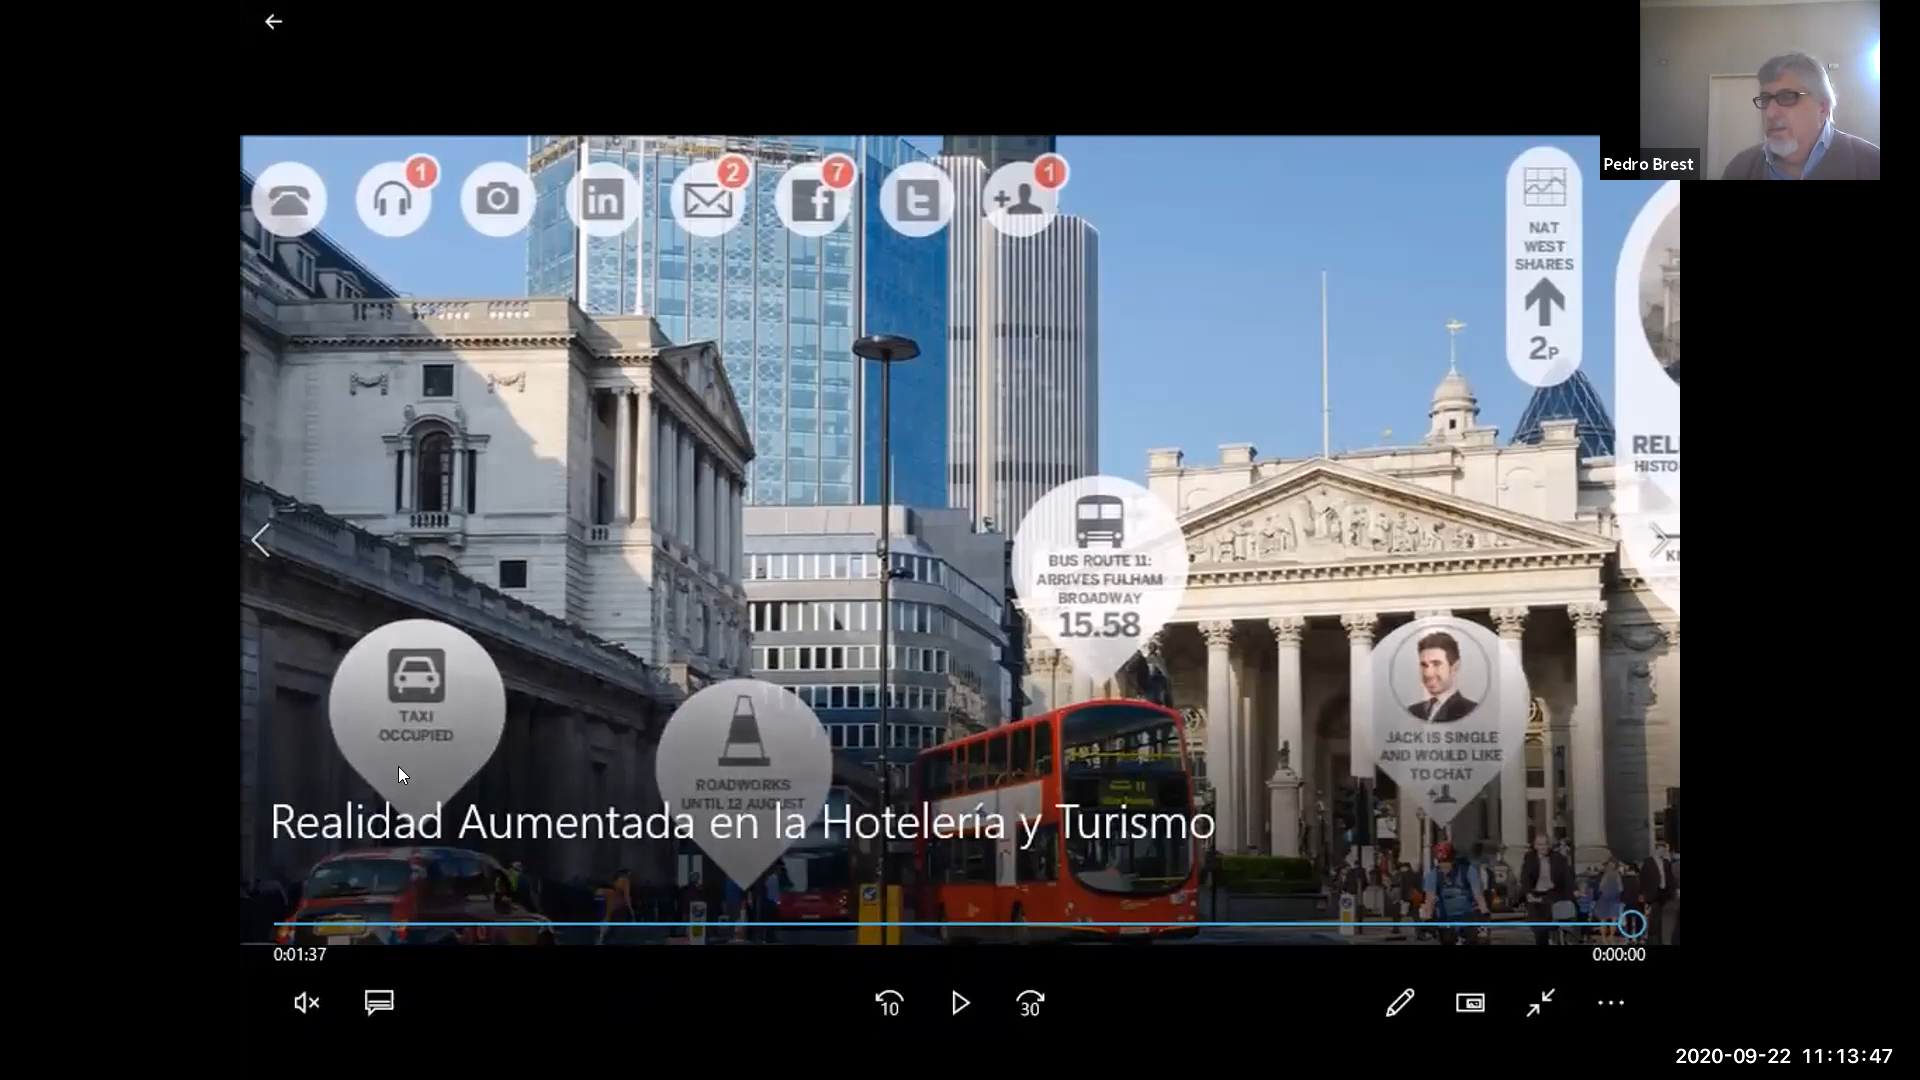 Pedro Brest
1
in
2
f
7
t
1
NAT
WEST
SHARES
2P
REL
HISTO
BUS ROUTE 11:
ARRIVES FULHAM
BROADWAY
15.58
TAXI
OCCUPIED
ROADWORKS
UNTIL 12 AUGUST
JACK IS SINGLE
AND WOULD LIKE
TO CHAT
11
Realidad Aumentada en la Hotelería y Turismo
0:01:37
0:00:00
10
30
2020-09-22 11:13:47